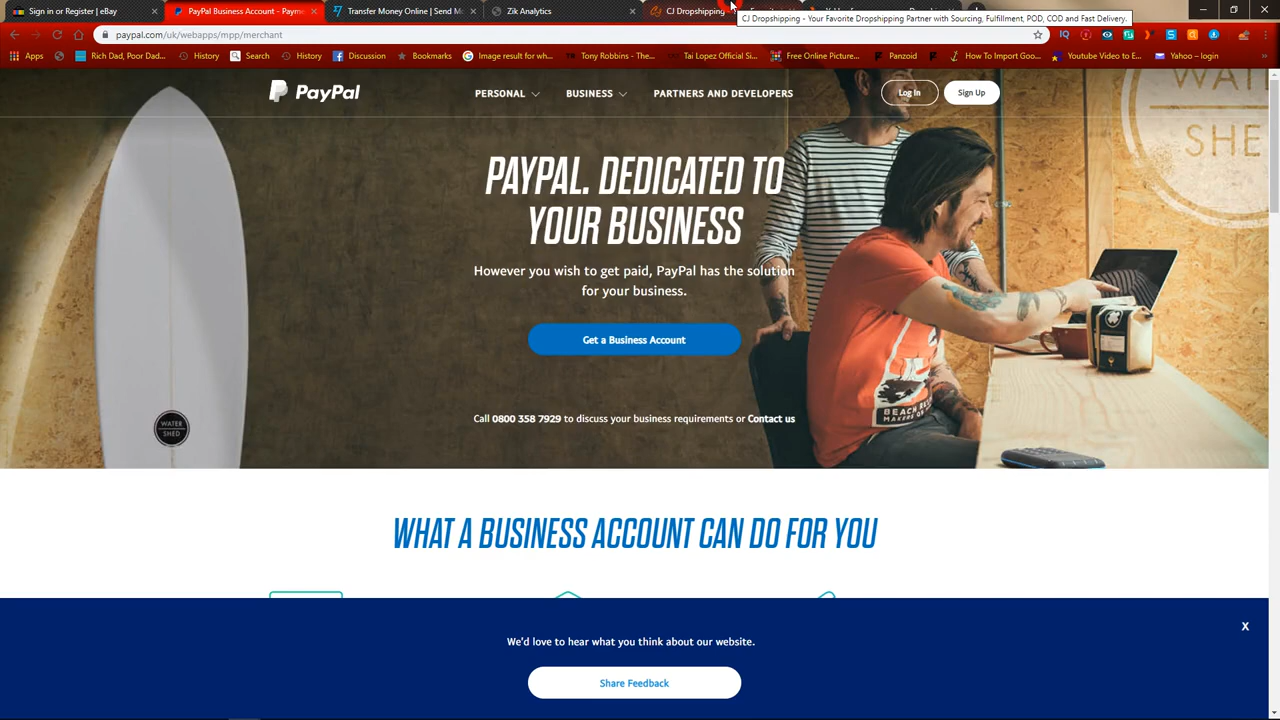 Sign in or Register | eBay
PayPal Business Account - Payme
Transfer Money Online | Send M
Zik Analytics
CJ Dropshipping
CJ Dropshipping - Your Favorite Dropshipping Partner with Sourcing, Fulfillment, POD, COD and Fast Delivery.
paypal.com/uk/webapps/mpp/merchant
Apps
Rich Dad, Poor Dad...
History
Search
History
Discussion
Bookmarks
Image result for wh...
Tony Robbins - The...
Tai Lopez Official Si...
Free Online Picture...
Panzoid
How To Import Goo...
Youtube Video to E...
Yahoo – login
PayPal
PERSONAL
BUSINESS
PARTNERS AND DEVELOPERS
Log In
Sign Up
PAYPAL. DEDICATED TO
YOUR BUSINESS
However you wish to get paid, PayPal has the solution
for your business.
Get a Business Account
Call 0800 358 7929 to discuss your business requirements or Contact us
WATER
SHED
SHE
WHAT A BUSINESS ACCOUNT CAN DO FOR YOU
We'd love to hear what you think about our website.
X
Share Feedback